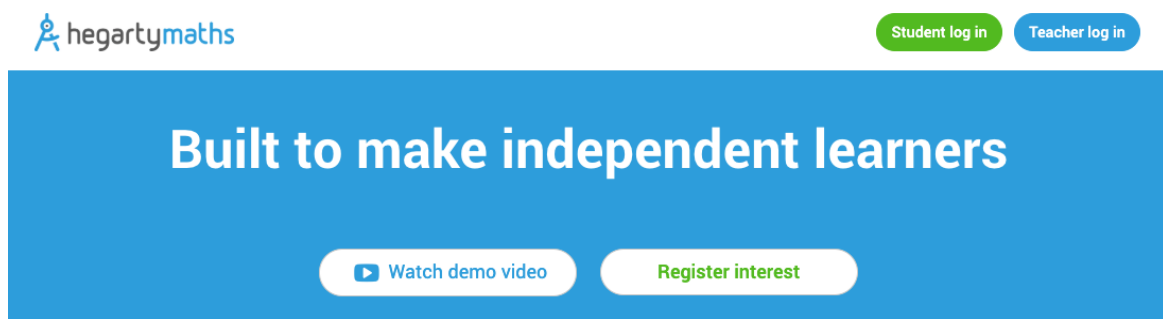 hegartymaths
Student log in
Teacher log in
Built to make independent learners
Watch demo video
Register interest